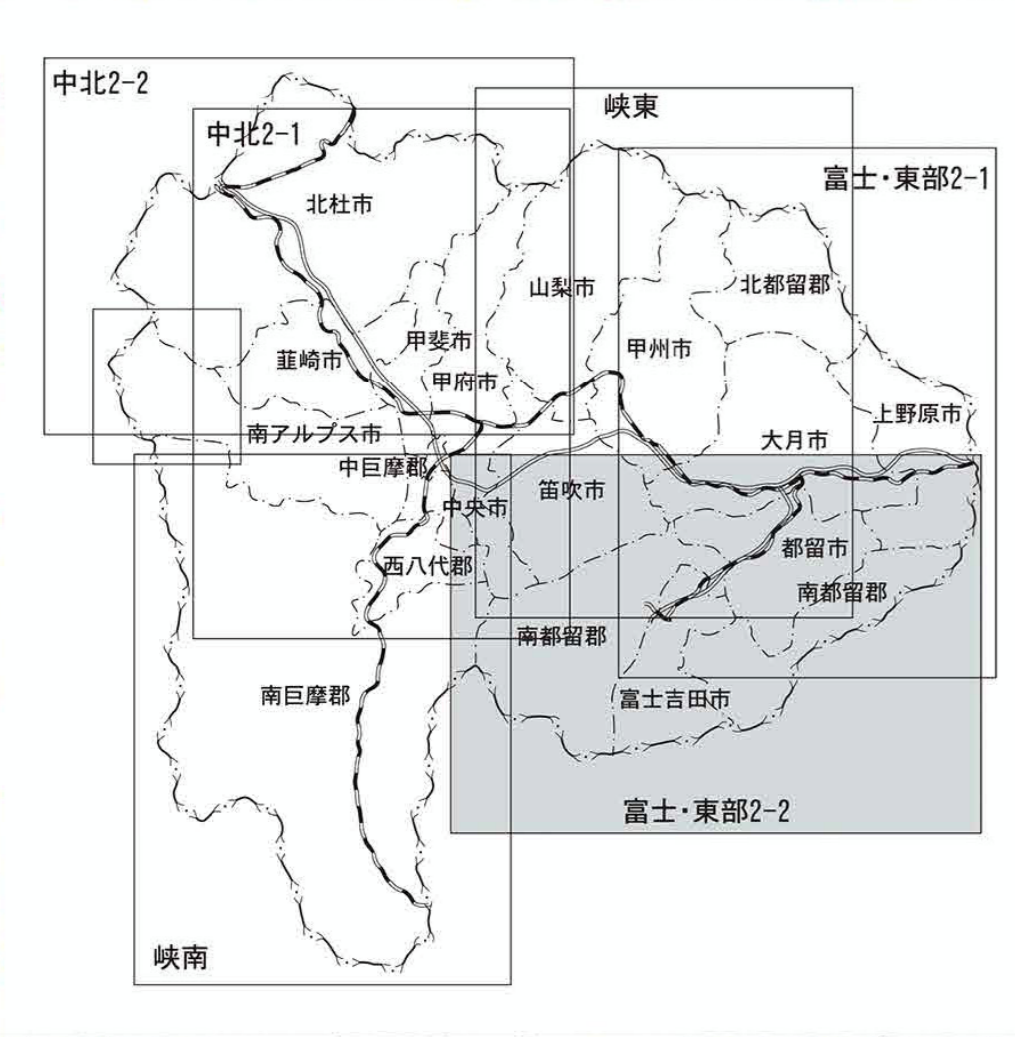 中北2-2
中北2-1
峡東
富士・東部2-1
北杜市
山梨市
北都留郡
甲斐市
韮崎市
甲州市
甲府市
上野原市
南アルプス市
大月市
中巨摩郡
笛吹市
中央市
都留市
西八代郡
南都留郡
南都留郡
南巨摩郡
富士吉田市
富士・東部2-2
峡南